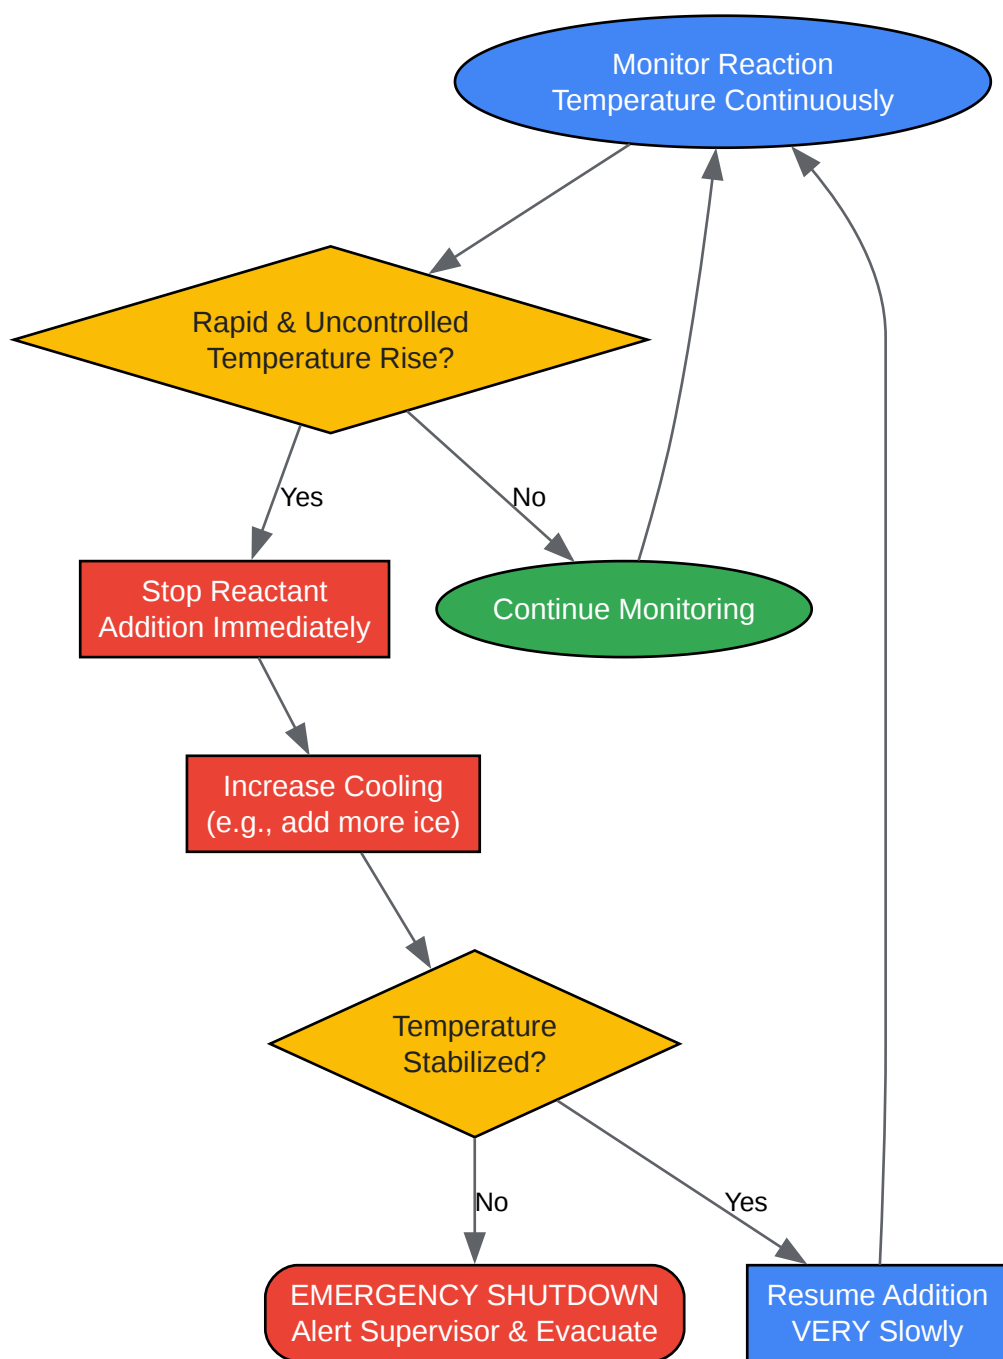 Monitor Reaction
Temperature Continuously
Rapid & Uncontrolled
Temperature Rise?
Yes
No
Stop Reactant
Addition Immediately
Continue Monitoring
Increase Cooling
(e.g., add more ice)
Temperature
Stabilized?
No
Yes
EMERGENCY SHUTDOWN
Alert Supervisor & Evacuate
Resume Addition
VERY Slowly